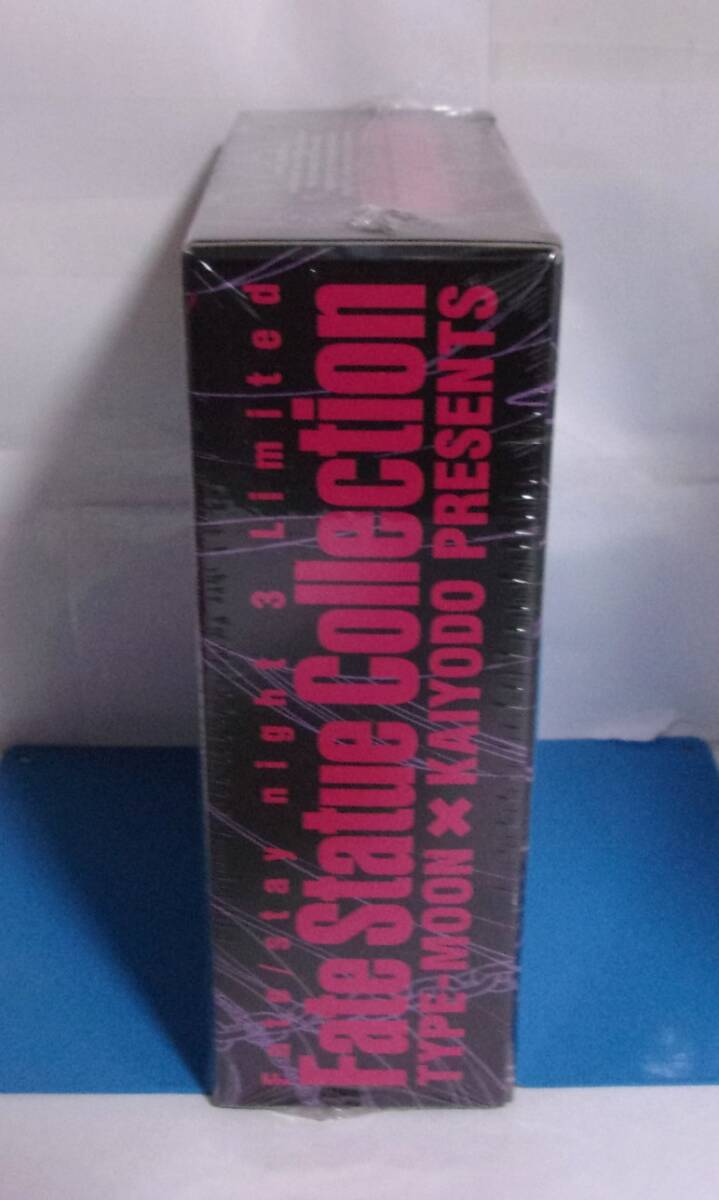 Fate/stay night 3 Limited
Fate Statue Collection
TYPE-MOON × KAIYODO PRESENTS